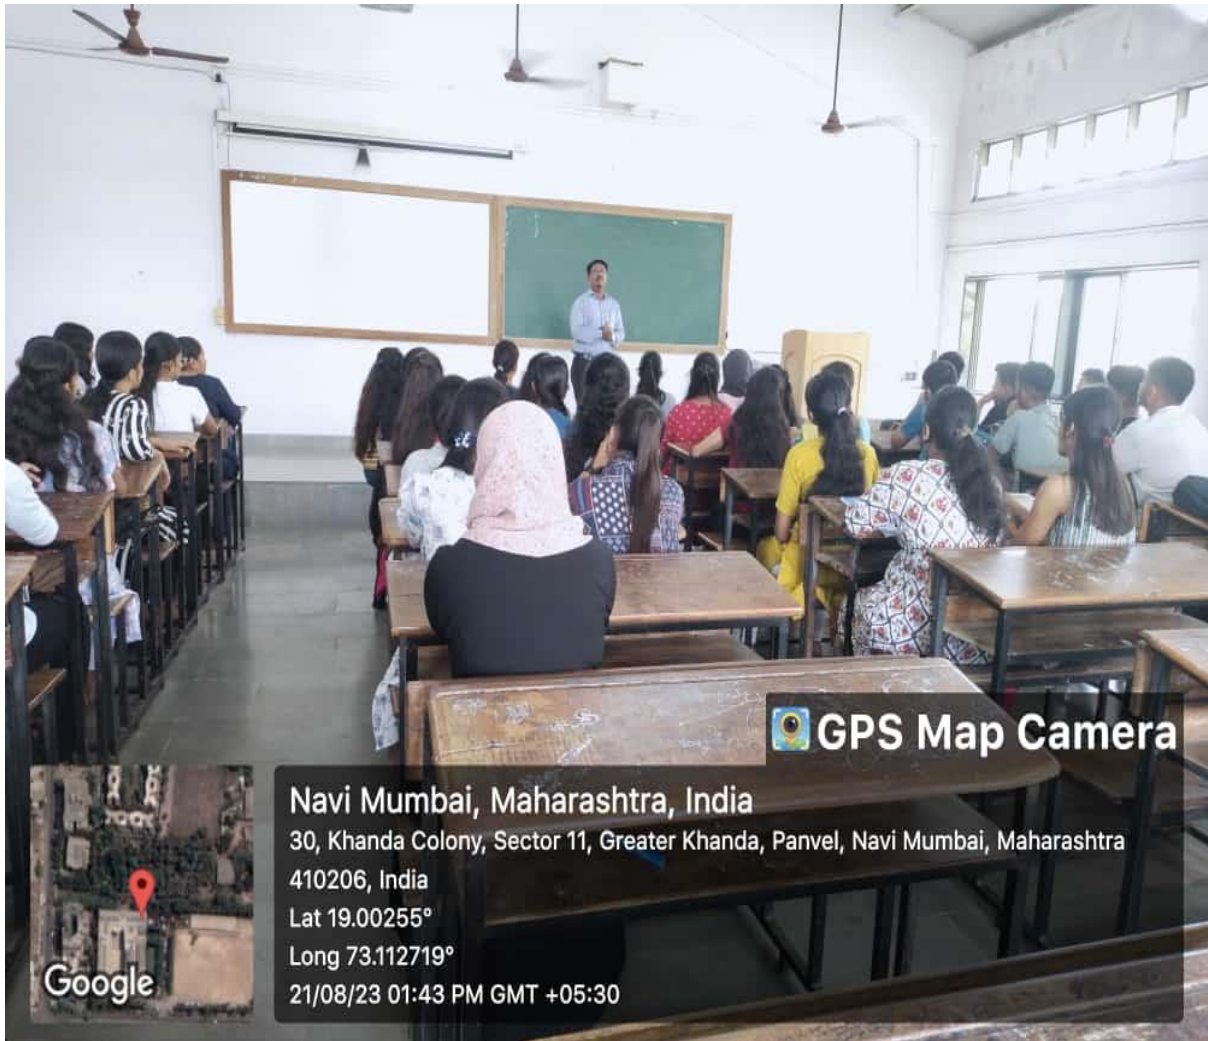 GPS Map Camera
Navi Mumbai, Maharashtra, India
30, Khanda Colony, Sector 11, Greater Khanda, Panvel, Navi Mumbai, Maharashtra
410206, India
Lat 19.00255°
Long 73.112719°
21/08/23 01:43 PM GMT +05:30
Google